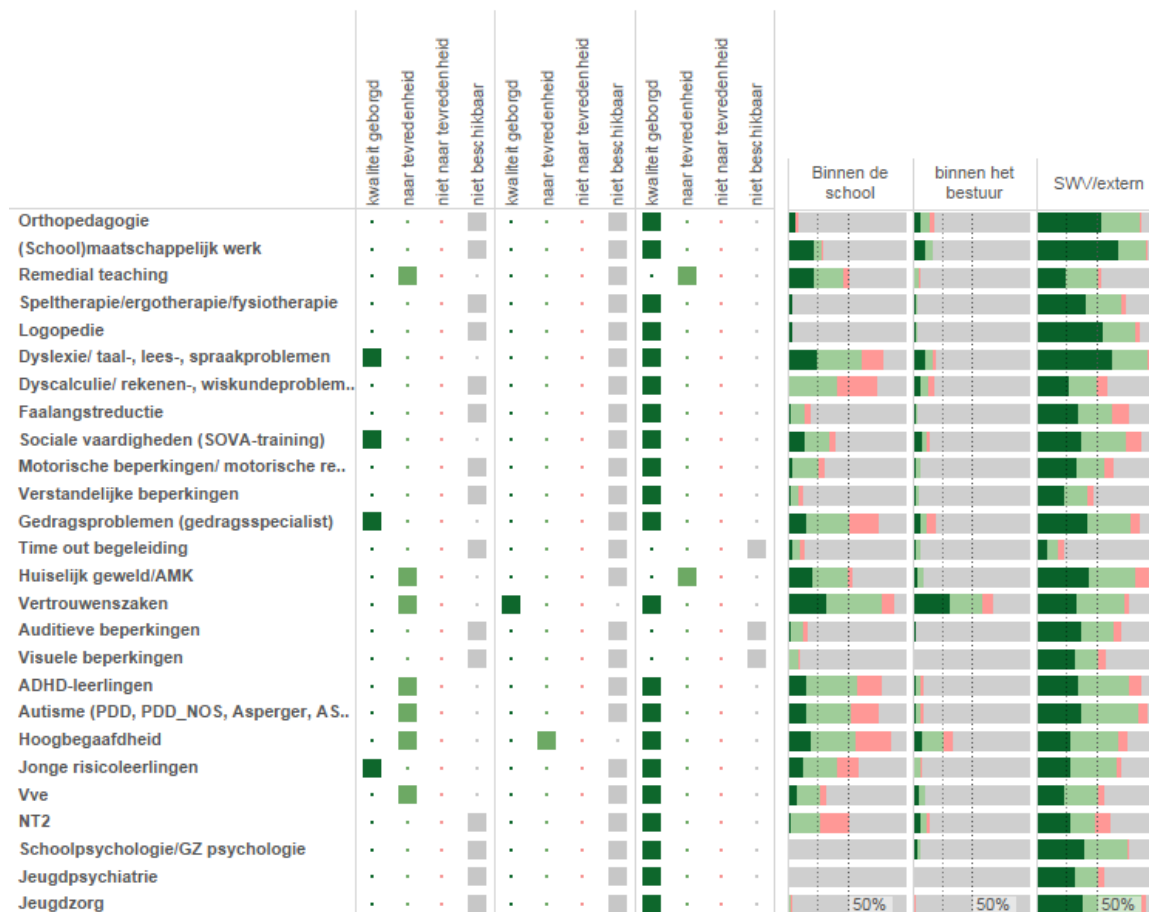 kwaliteit geborgd
naar tevredenheid
niet naar tevredenheid
niet beschikbaar
kwaliteit geborgd
naar tevredenheid
niet naar tevredenheid
niet beschikbaar
kwaliteit geborgd
naar tevredenheid
niet naar tevredenheid
niet beschikbaar
Binnen de
school
binnen het
bestuur
SWV/extern
Orthopedagogie
(School)maatschappelijk werk
Remedial teaching
Speltherapie/ergotherapie/fysiotherapie
Logopedie
Dyslexie/ taal-, lees-, spraakproblemen
Dyscalculie/ rekenen-, wiskundeproblem..
Faalangstreductie
Sociale vaardigheden (SOVA-training)
Motorische beperkingen/ motorische re..
Verstandelijke beperkingen
Gedragsproblemen (gedragsspecialist)
Time out begeleiding
Huiselijk geweld/AMK
Vertrouwenszaken
Auditieve beperkingen
Visuele beperkingen
ADHD-leerlingen
Autisme (PDD, PDD_NOS, Asperger, AS..
Hoogbegaafdheid
Jonge risicoleerlingen
Vve
NT2
Schoolpsychologie/GZ psychologie
Jeugdpsychiatrie
Jeugdzorg
50%
50%
50%